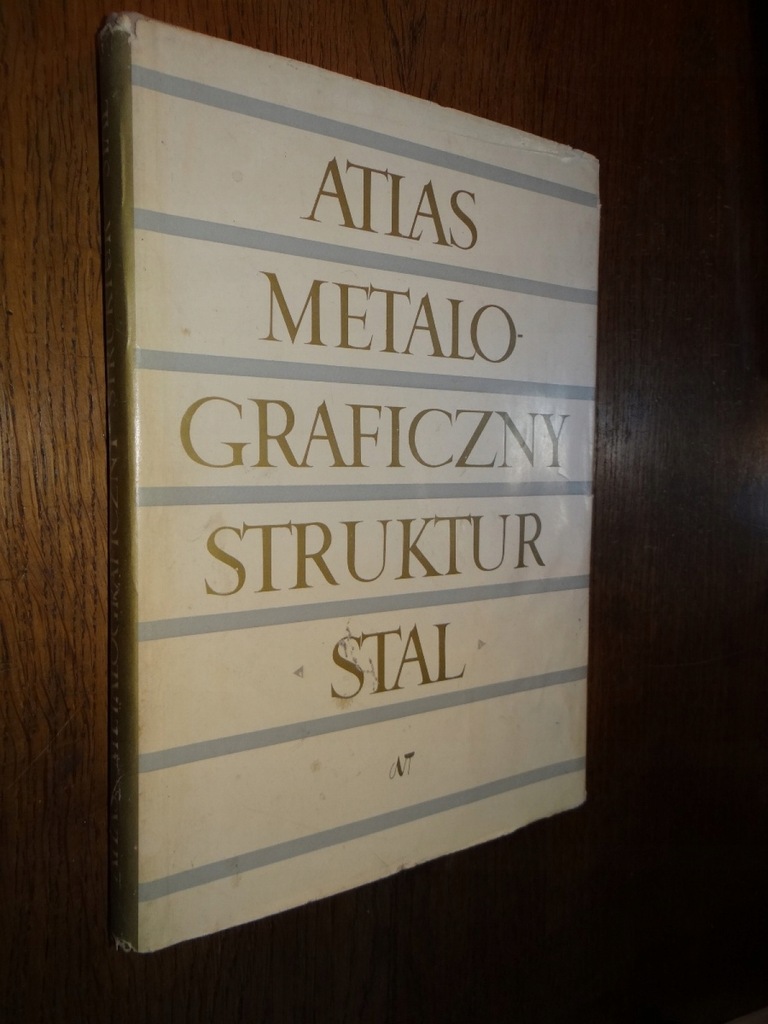 ATLAS
METALO-
GRAFICZNY
STRUKTUR
STAL